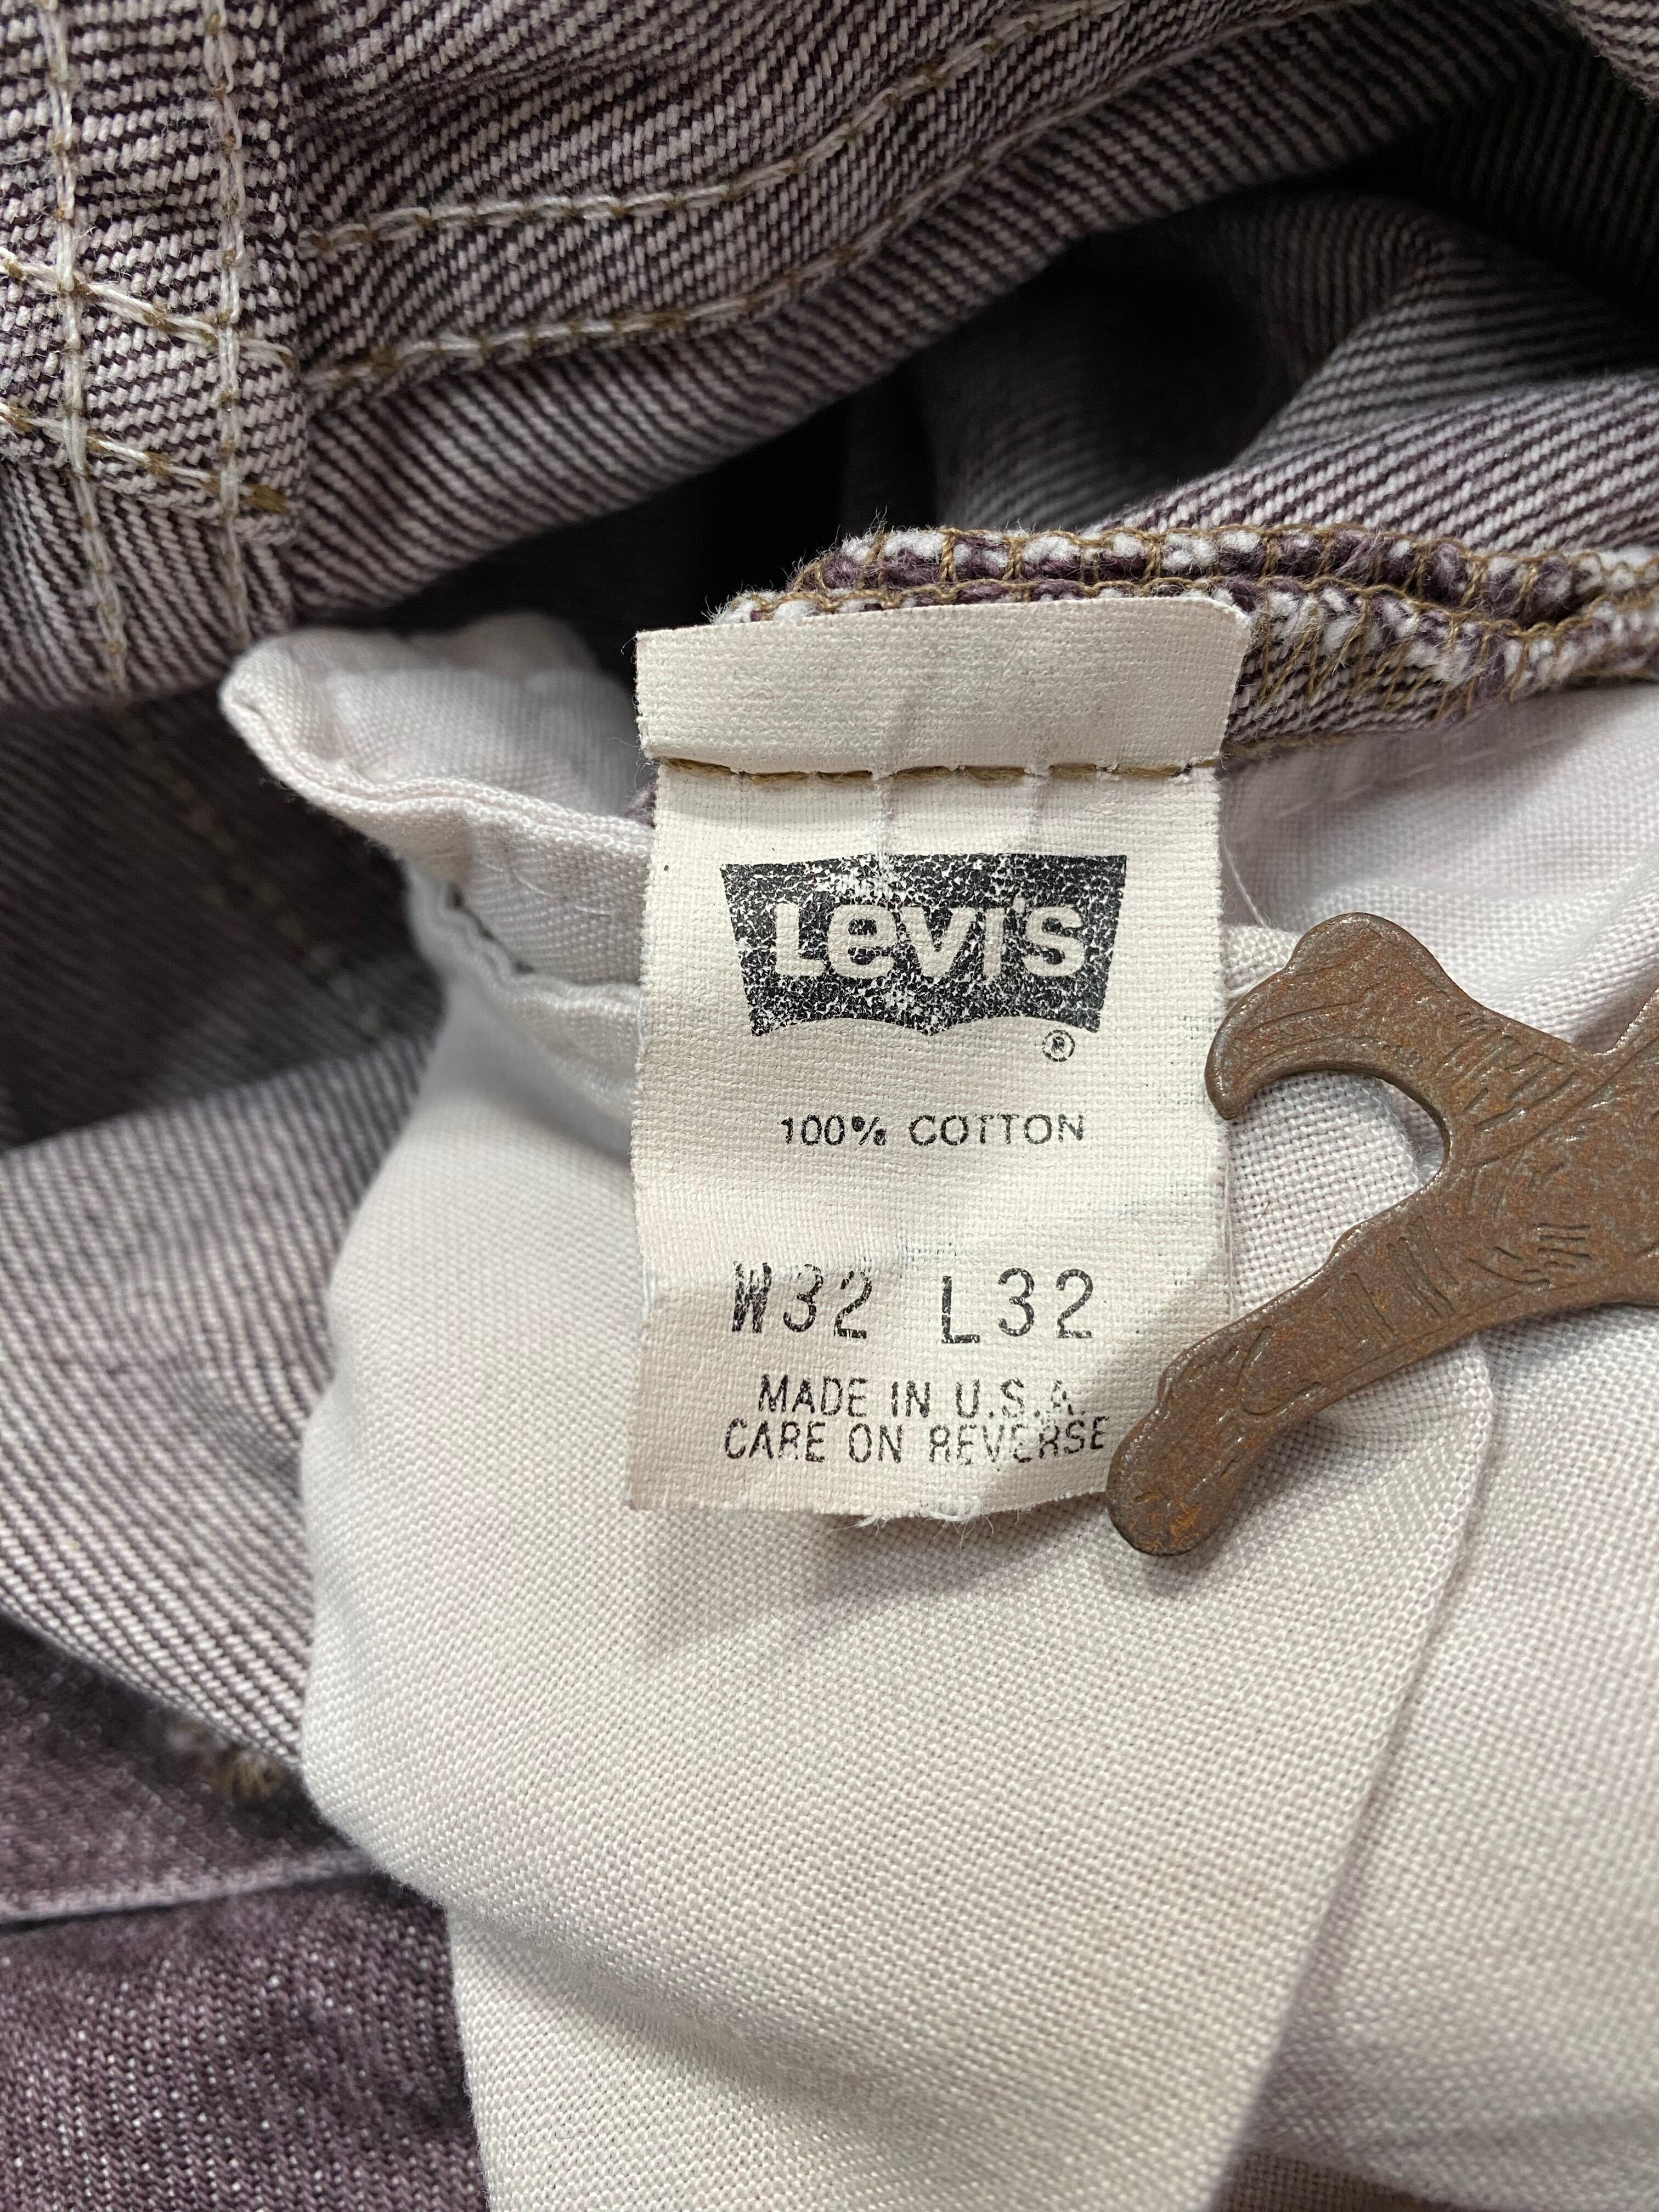 Levi's
®
100% COTTON
W32 L32
MADE IN U.S.A.
CARE ON REVERSE